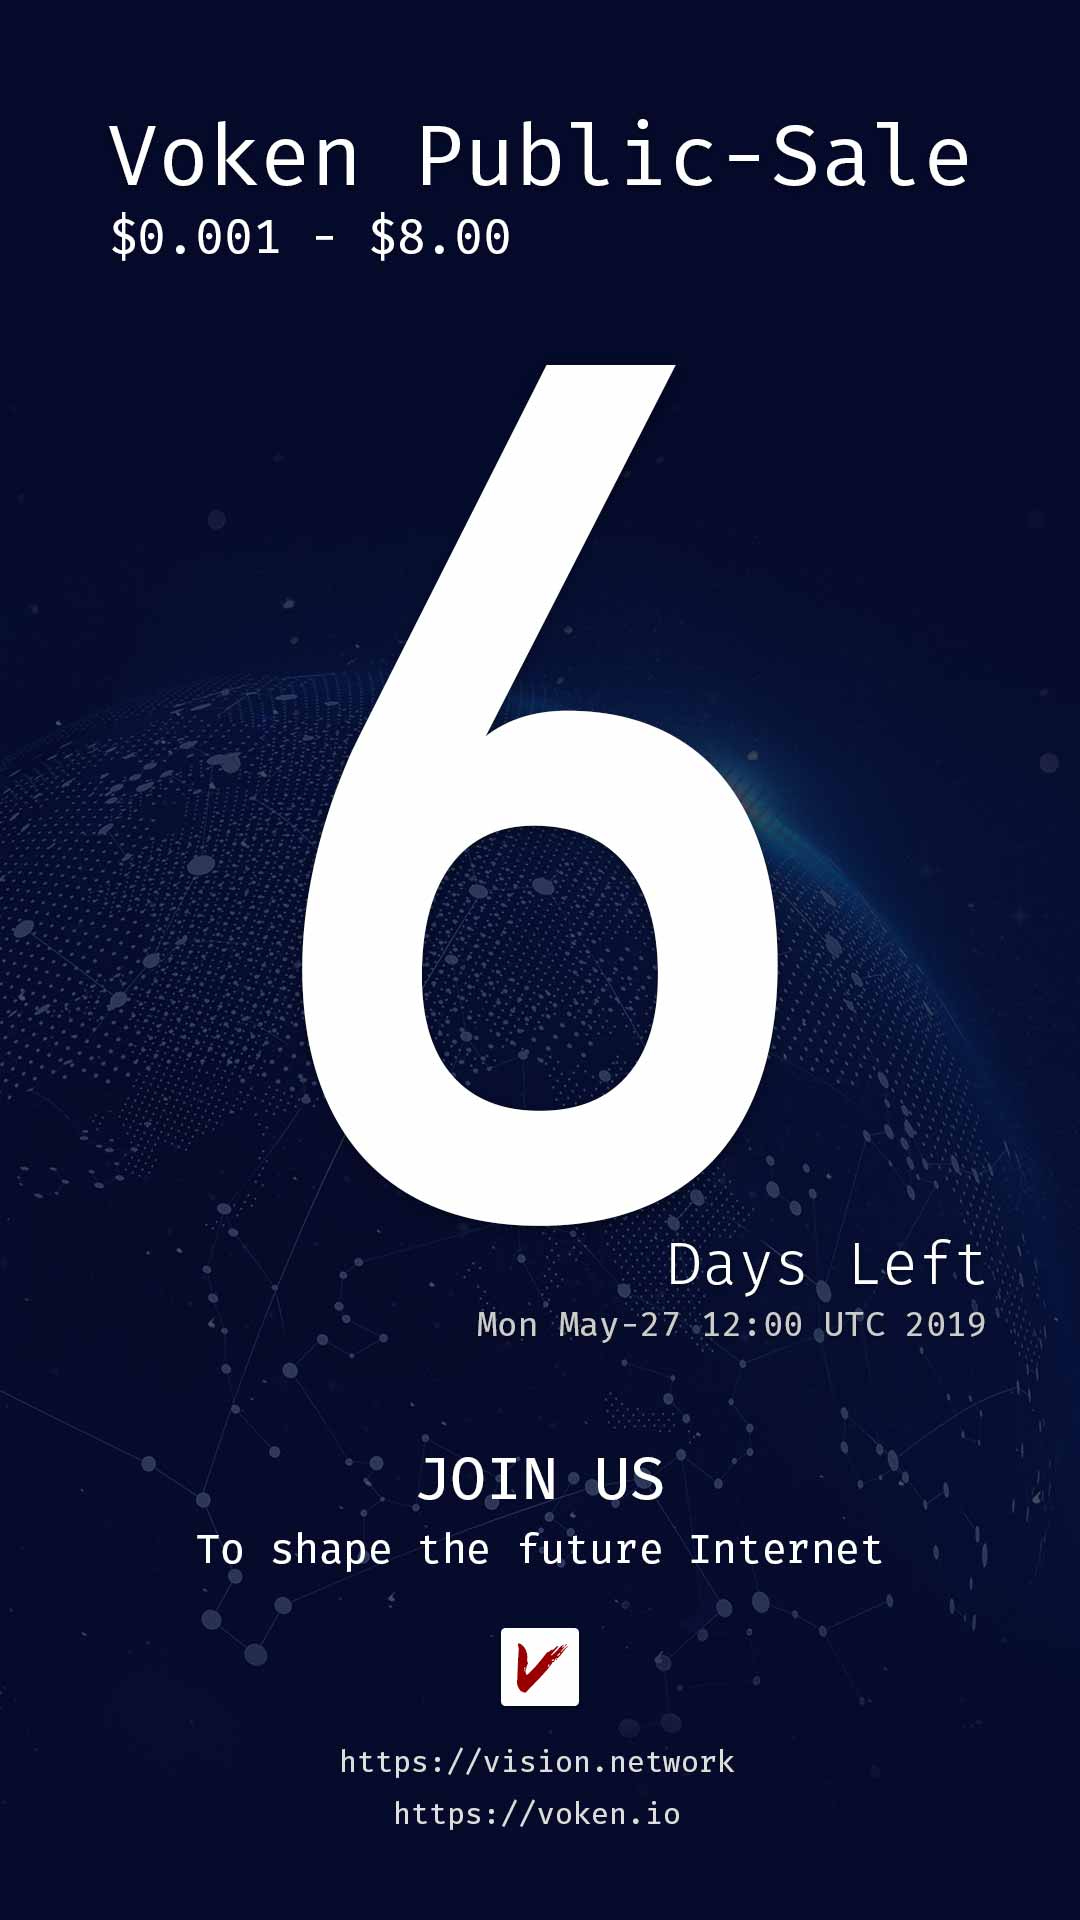 Voken Public-Sale
$0.001 - $8.00
6
Days Left
Mon May-27 12:00 UTC 2019
JOIN US
To shape the future Internet
V
https://vision.network
https://voken.io